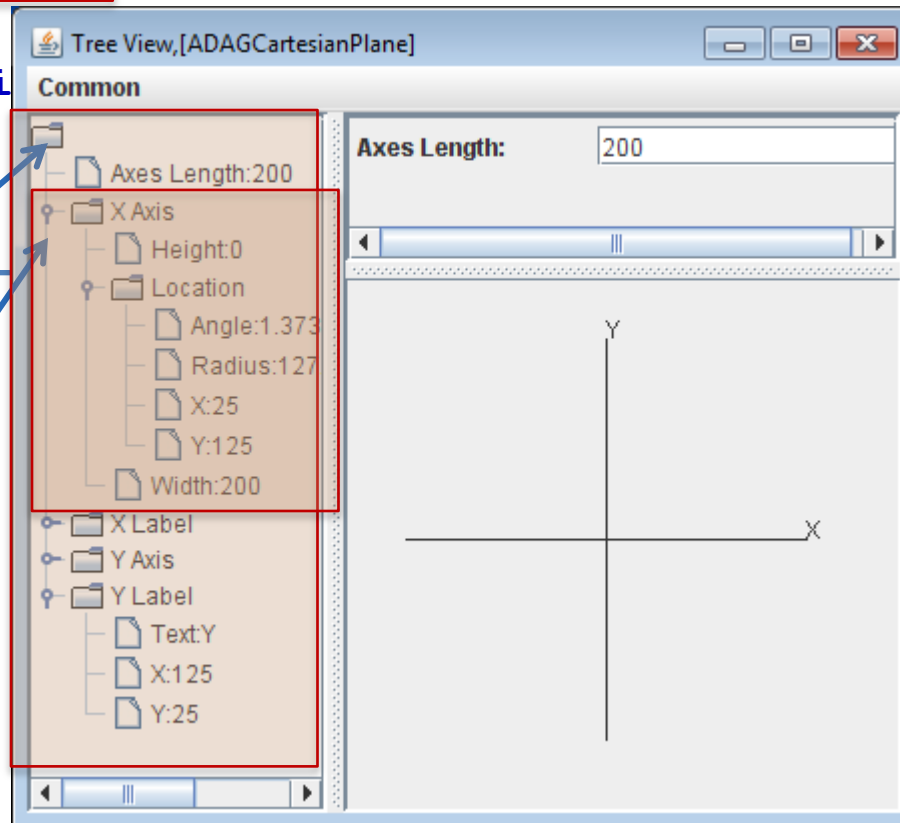 Tree View,[ADAGCartesianPlane]
Common
Axes Length:200
X Axis
Height:0
Location
Angle:1.373
Radius:127
X:25
Y:125
Width:200
X Label
Y Axis
Y Label
Text:Y
X:125
Y:25
Axes Length: 200
Y
X